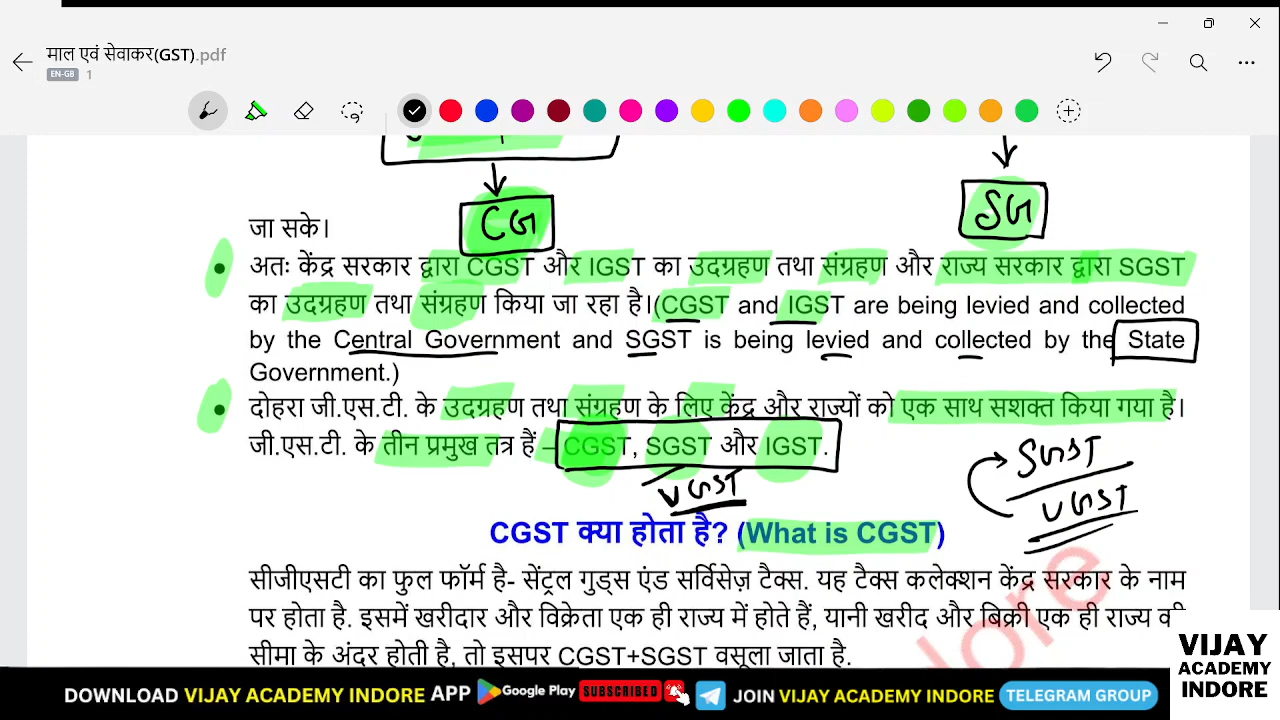 माल एवं सेवाकर(GST).pdf
EN-GB 1
CG
SG
जा सके।
अतः केंद्र सरकार द्वारा CGST और IGST का उदग्रहण तथा संग्रहण और राज्य सरकार द्वारा SGST
का उदग्रहण तथा संग्रहण किया जा रहा है।(CGST and IGST are being levied and collected
by the Central Government and SGST is being levied and collected by the State
Government.)
दोहरा जी.एस.टी. के उदग्रहण तथा संग्रहण के लिए केंद्र और राज्यों को एक साथ सशक्त किया गया है।
जी.एस.टी. के तीन प्रमुख तत्र हैं – CGST, SGST और IGST.
SGST
UGST
UGST
CGST क्या होता है? (What is CGST)
सीजीएसटी का फुल फॉर्म है- सेंट्रल गुड्स एंड सर्विसेज़ टैक्स. यह टैक्स कलेक्शन केंद्र सरकार के नाम
पर होता है. इसमें खरीदार और विक्रेता एक ही राज्य में होते हैं, यानी खरीद और बिक्री एक ही राज्य
सीमा के अंदर होती है, तो इसपर CGST+SGST वसूला जाता है.
VIJAY
ACADEMY
INDORE
DOWNLOAD VIJAY ACADEMY INDORE APP Google Play SUBSCRIBED JOIN VIJAY ACADEMY INDORE TELEGRAM GROUP